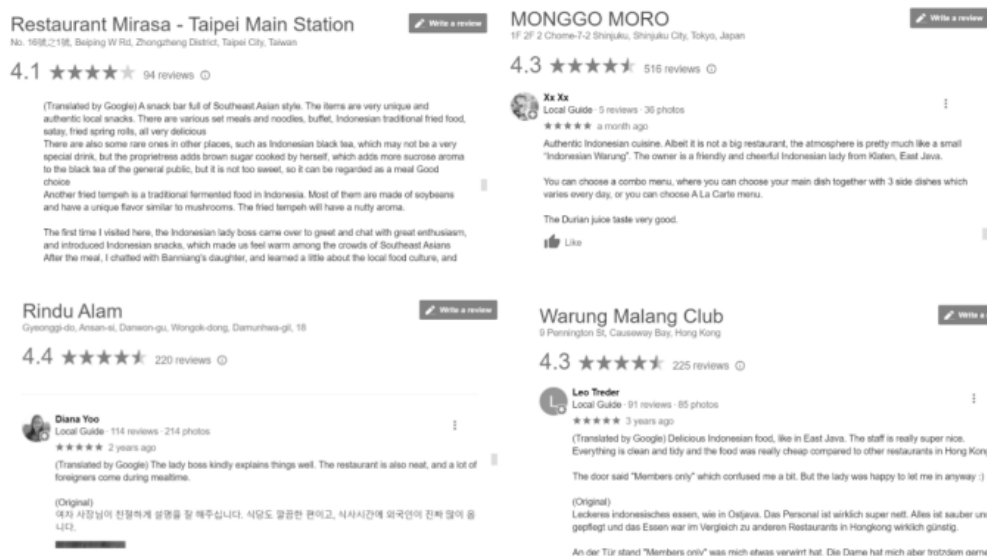 Restaurant Mirasa - Taipei Main Station
Write a review
No. 16號之1號, Beiping W Rd, Zhongzheng District, Taipei City, Taiwan
4.1 94 reviews
(Translated by Google) A snack bar full of Southeast Asian style. The items are very unique and
authentic local snacks. There are various set meals and noodles, buffet, Indonesian traditional fried food,
satay, fried spring rolls, all very delicious
There are also some rare ones in other places, such as Indonesian black tea, which may not be a very
special drink, but the proprietress adds brown sugar cooked by herself, which adds more sucrose aroma
to the black tea of the general public, but it is not too sweet, so it can be regarded as a meal Good
choice
Another fried tempeh is a traditional fermented food in Indonesia. Most of them are made of soybeans
and have a unique flavor similar to mushrooms. The fried tempeh will have a nutty aroma.
The first time I visited here, the Indonesian lady boss came over to greet and chat with great enthusiasm,
and introduced Indonesian snacks, which made us feel warm among the crowds of Southeast Asians
After the meal, I chatted with Banniang's daughter, and learned a little about the local food culture, and
MONGGO MORO
Write a review
1F 2F 2 Chome-7-2 Shinjuku, Shinjuku City, Tokyo, Japan
4.3 516 reviews
Xx Xx
Local Guide · 5 reviews · 36 photos
a month ago
Authentic Indonesian cuisine. Albeit it is not a big restaurant, the atmosphere is pretty much like a small
"Indonesian Warung". The owner is a friendly and cheerful Indonesian lady from Klaten, East Java.
You can choose a combo menu, where you can choose your main dish together with 3 side dishes which
varies every day, or you can choose A La Carte menu.
The Durian juice taste very good.
Like
Rindu Alam
Write a review
Gyeonggi-do, Ansan-si, Danwon-gu, Wongok-dong, Damunhwa-gil, 18
4.4 220 reviews
Diana Yoo
Local Guide · 114 reviews · 214 photos
2 years ago
(Translated by Google) The lady boss kindly explains things well. The restaurant is also neat, and a lot of
foreigners come during mealtime.
(Original)
여자 사장님이 친절하게 설명을 잘 해주십니다. 식당도 깔끔한 편이고, 식사시간에 외국인이 진짜 많이 옵
니다.
Warung Malang Club
Write a
9 Pennington St, Causeway Bay, Hong Kong
4.3 225 reviews
L
Leo Treder
Local Guide · 91 reviews · 85 photos
3 years ago
(Translated by Google) Delicious Indonesian food, like in East Java. The staff is really super nice.
Everything is clean and tidy and the food was really cheap compared to other restaurants in Hong Kong
The door said "Members only" which confused me a bit. But the lady was happy to let me in anyway :)
(Original)
Leckeres indonesisches essen, wie in Ostjava. Das Personal ist wirklich super nett. Alles ist sauber und
gepflegt und das Essen war im Vergleich zu anderen Restaurants in Hongkong wirklich günstig.
An der Tür stand "Members only" was mich etwas verwirrt hat. Die Dame hat mich aber trotzdem gerne